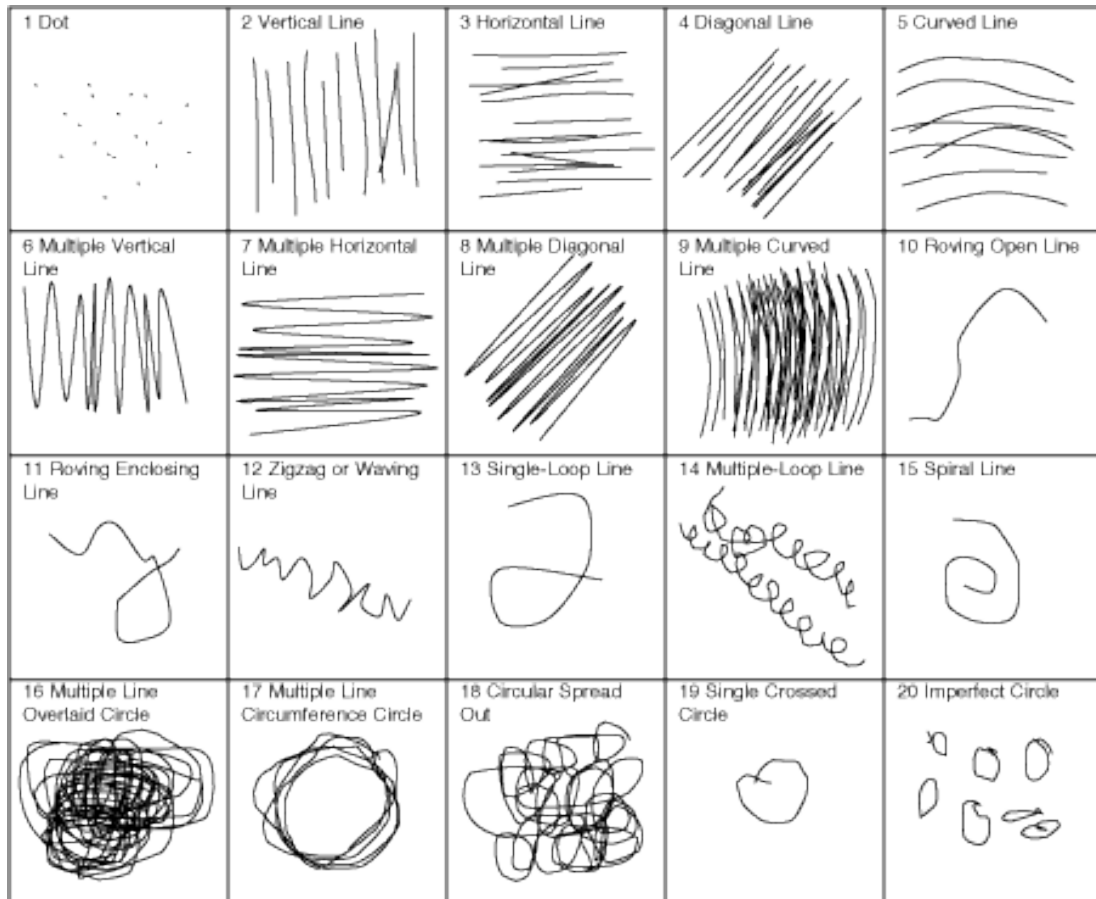 1 Dot
2 Vertical Line
3 Horizontal Line
4 Diagonal Line
5 Curved Line
6 Multiple Vertical
Line
7 Multiple Horizontal
Line
8 Multiple Diagonal
Line
9 Multiple Curved
Line
10 Roving Open Line
11 Roving Enclosing
Line
12 Zigzag or Waving
Line
13 Single-Loop Line
14 Multiple-Loop Line
15 Spiral Line
16 Multiple Line
Overlaid Circle
17 Multiple Line
Circumference Circle
18 Circular Spread
Out
19 Single Crossed
Circle
20 Imperfect Circle